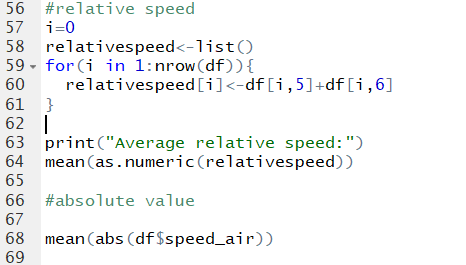 56 #relative speed
57 i=0
58 relativespeed<-list()
59 for(i in 1:nrow(df)){
60 relativespeed[i]<-df[i,5]+df[i,6]
61 }
62
63 print("Average relative speed:")
64 mean(as.numeric(relativespeed))
65
66 #absolute value
67
68 mean(abs(df$speed_air))
69